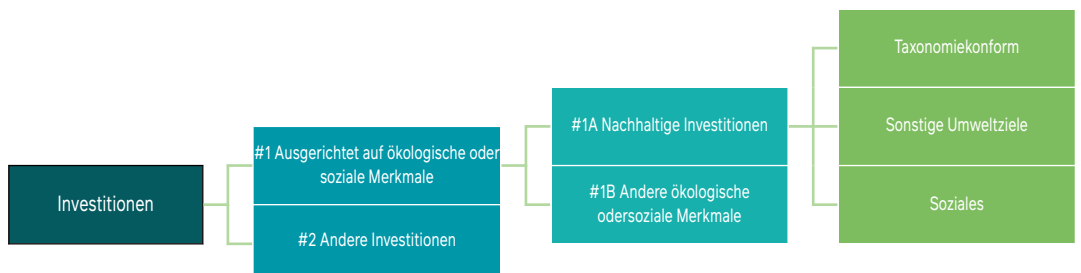 Investitionen
#1 Ausgerichtet auf ökologische oder
soziale Merkmale
#2 Andere Investitionen
#1A Nachhaltige Investitionen
#1B Andere ökologische
odersoziale Merkmale
Taxonomiekonform
Sonstige Umweltziele
Soziales